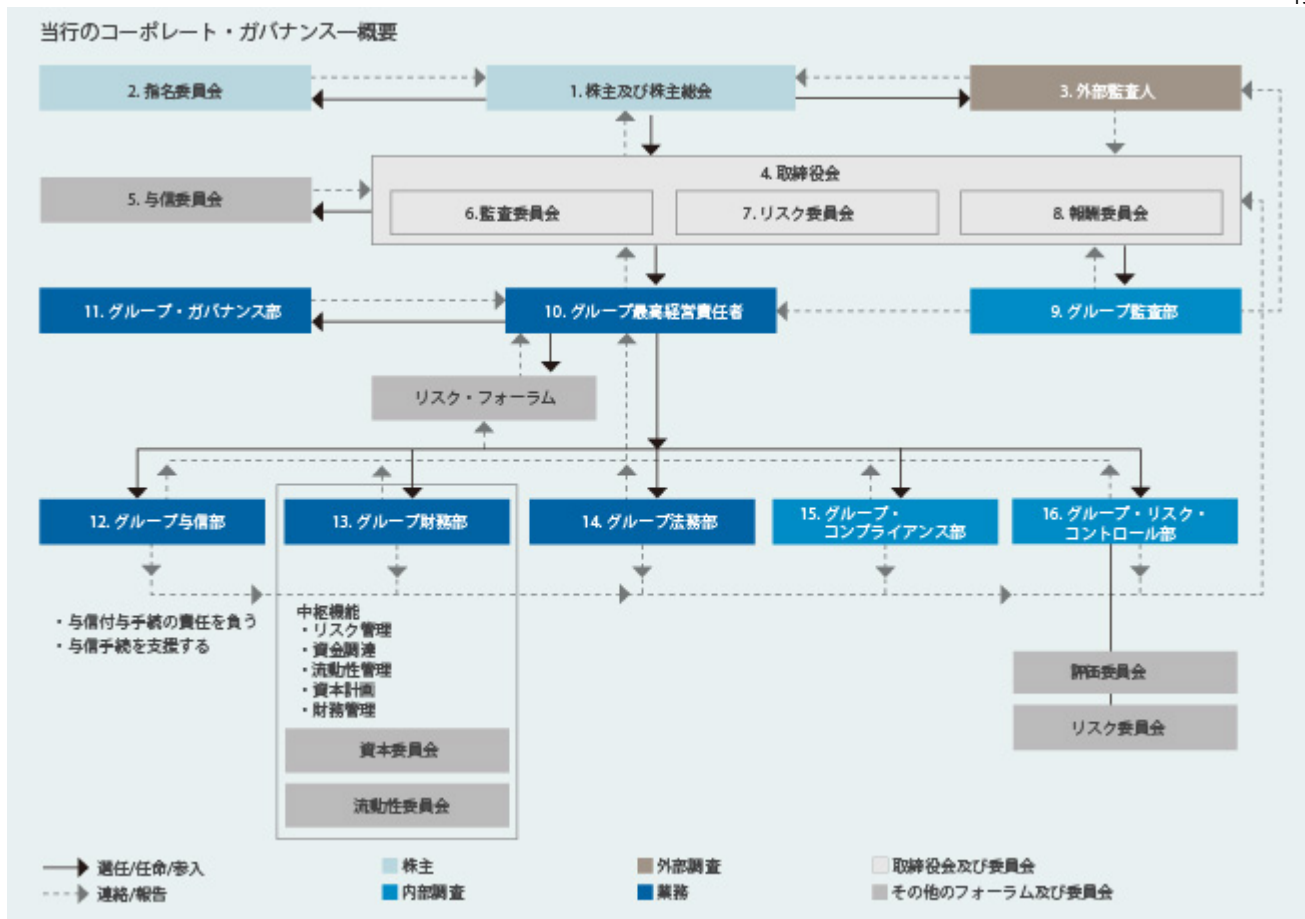 当行のコーポレート・ガバナンス―概要
2. 指名委員会
1. 株主及び株主総会
3. 外部監査人
4. 取締役会
5. 与信委員会
6.監査委員会
7. リスク委員会
8. 報酬委員会
11. グループ・ガバナンス部
10. グループ最高経営責任者
9. グループ監査部
リスク・フォーラム
12. グループ与信部
13. グループ財務部
14. グループ法務部
15. グループ・
コンプライアンス部
16. グループ・リスク・
コントロール部
・与信付与手続の責任を負う
・与信手続を支援する
中枢機能
・リスク管理
・資金調達
・流動性管理
・資本計画
・財務管理
資本委員会
流動性委員会
評価委員会
リスク委員会
選任/任命/参入
連絡/報告
株主
内部調査
外部調査
業務
取締役会及び委員会
その他のフォーラム及び委員会